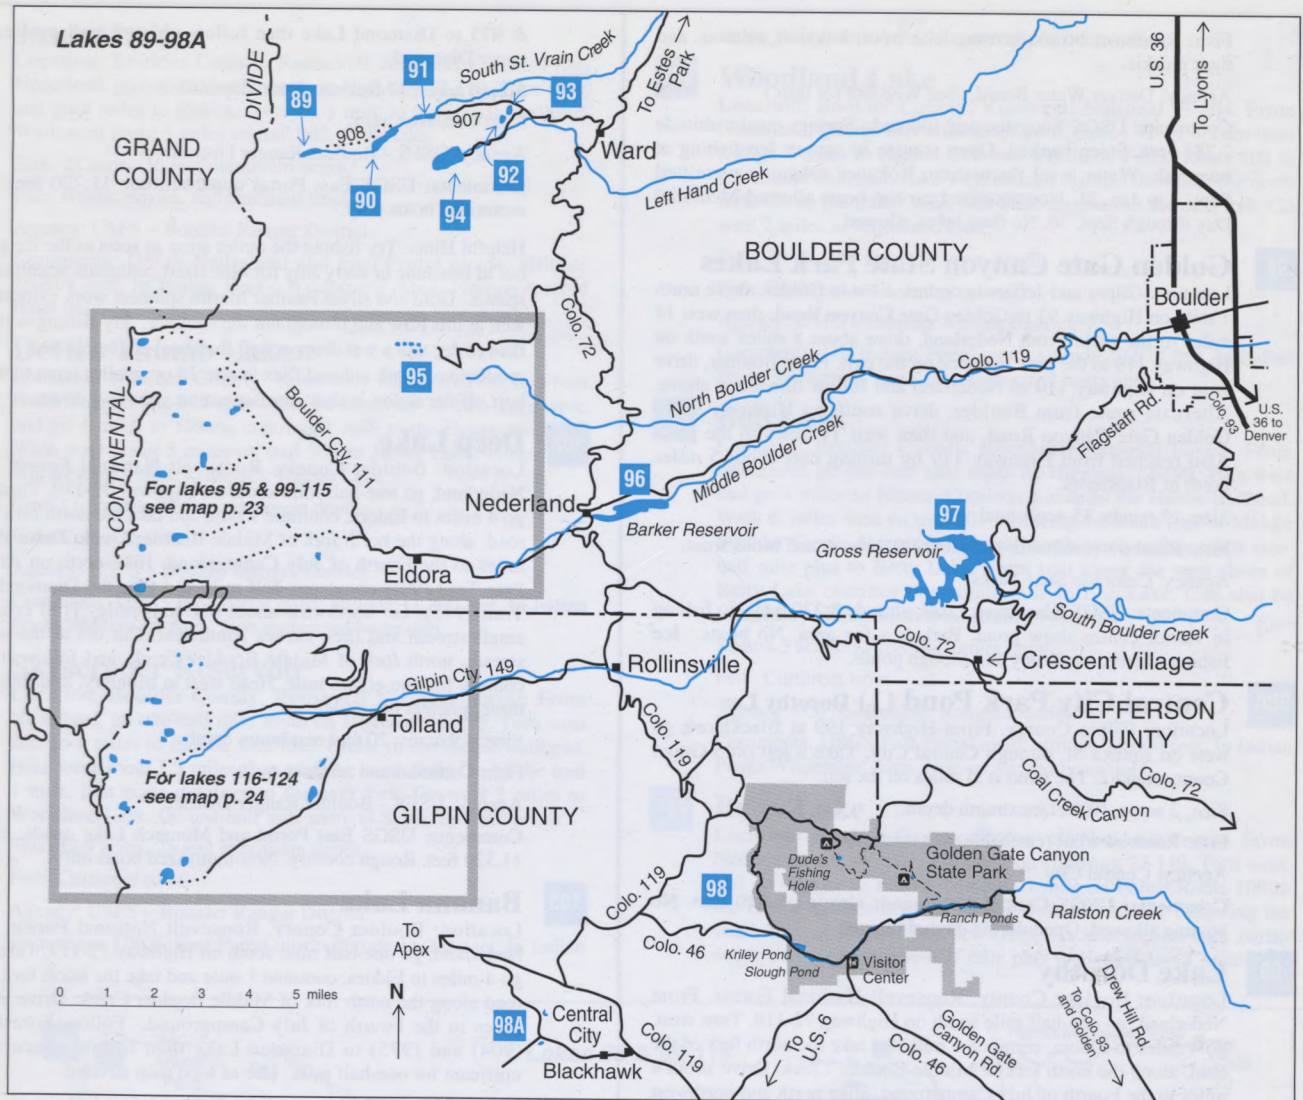 Lakes 89-98A
DIVIDE
CONTINENTAL
GRAND
COUNTY
89
90
91
92
93
94
908
907
South St. Vrain Creek
To Estes
Park
Ward
Left Hand Creek
U.S. 36
To Lyons
BOULDER COUNTY
Boulder
Colo. 72
95
Boulder Cty 111
For lakes 95 & 99-115
see map p. 23
Eldora
North Boulder Creek
Middle Boulder Creek
Colo. 119
Flagstaff Rd.
Colo. 93
U.S.
36 to
Denver
96
Nederland
Barker Reservoir
97
Gross Reservoir
South Boulder Creek
Colo. 72
Crescent Village
Rollinsville
Gilpin Cty 149
Tolland
Colo. 119
JEFFERSON
COUNTY
Colo. 72
Coal Creek Canyon
For lakes 116-124
see map p. 24
GILPIN COUNTY
Golden Gate Canyon
State Park
Dude's
Fishing
Hole
98
Colo. 119
Colo. 46
Ranch Ponds
Ralston Creek
Kriley Pond
Slough Pond
Visitor
Center
To
Apex
0 1 3 5 miles
N
98A
Central
City
Blackhawk
Colo. 119
To
U.S. 6
Golden Gate
Canyon Rd.
Colo. 46
Drew Hill Rd.
To Colo. 93
and Golden